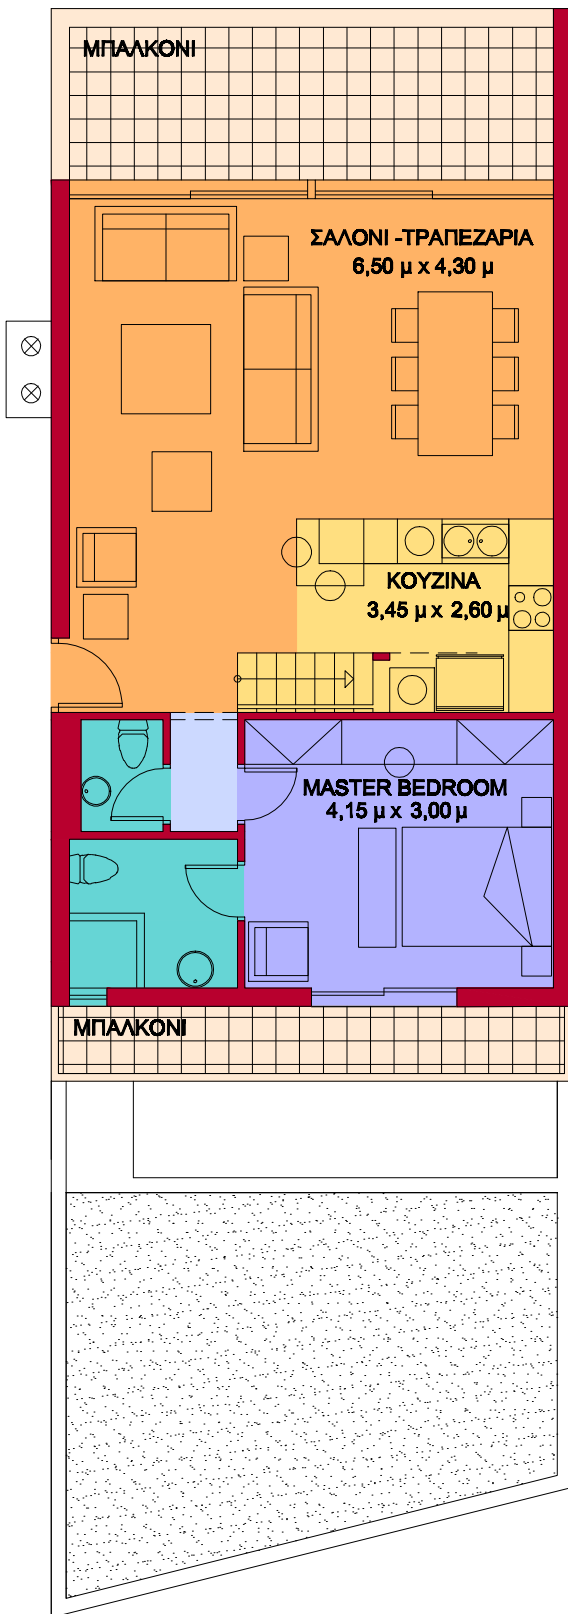 ΜΠΑΛΚΟΝΙ
ΣΑΛΟΝΙ -ΤΡΑΠΕΖΑΡΙΑ
6,50 μ x 4,30 μ
ΚΟΥΖΙΝΑ
3,45 μ x 2,60 μ
MASTER BEDROOM
4,15 μ x 3,00 μ
ΜΠΑΛΚΟΝΙ